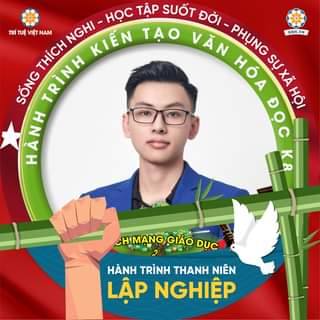 TRÍ TUỆ VIỆT NAM
SỐNG THÍCH NGHI - HỌC TẬP SUỐT ĐỜI - PHỤNG SỰ XÃ HỘI
HÀNH TRÌNH KIẾN TẠO VĂN HÓA ĐỌC K8
CH MẠNG GIÁO DỤC
HÀNH TRÌNH THANH NIÊN
LẬP NGHIỆP